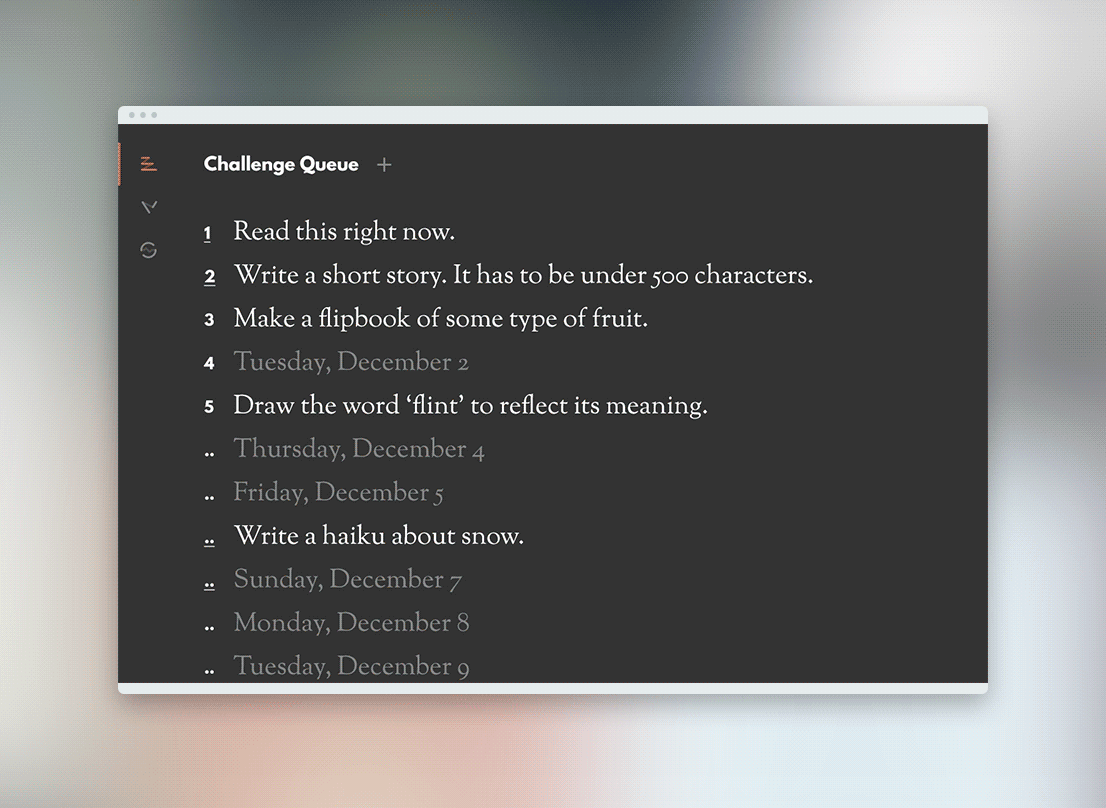 Challenge Queue +
1 Read this right now.
2 Write a short story. It has to be under 500 characters.
3 Make a flipbook of some type of fruit.
4 Tuesday, December 2
5 Draw the word ‘flint’ to reflect its meaning.
.. Thursday, December 4
.. Friday, December 5
.. Write a haiku about snow.
.. Sunday, December 7
.. Monday, December 8
.. Tuesday, December 9